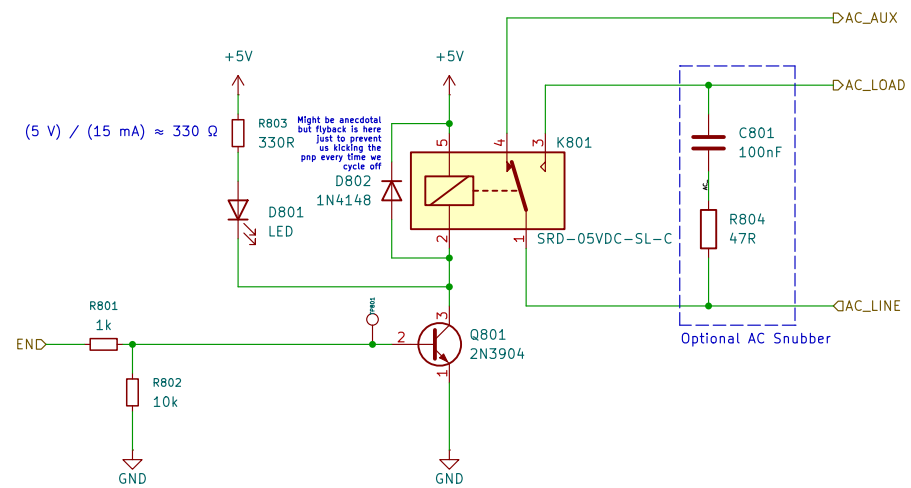 AC_AUX
+5V
+5V
AC_LOAD
(5 V) / (15 mA) ≈ 330 Ω
R803
330R
Might be anecdotal
but flyback is here
just to prevent
us kicking the
pnp every time we
cycle off
5
4
3
K801
C801
100nF
D802
1N4148
AC_
D801
LED
R804
47R
2
1
SRD-05VDC-SL-C
R801
1k
TP801
3
AC_LINE
EN
2
Q801
2N3904
Optional AC Snubber
1
R802
10k
GND
GND